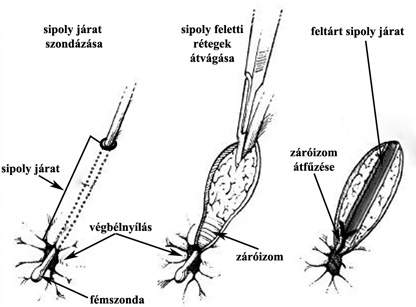 sipoly járat
szondázása
sipoly feletti
rétegek
átvágása
feltárt sipoly járat
záróizom
átfűzése
sipoly járat
végbélnyílás
záróizom
fémszonda